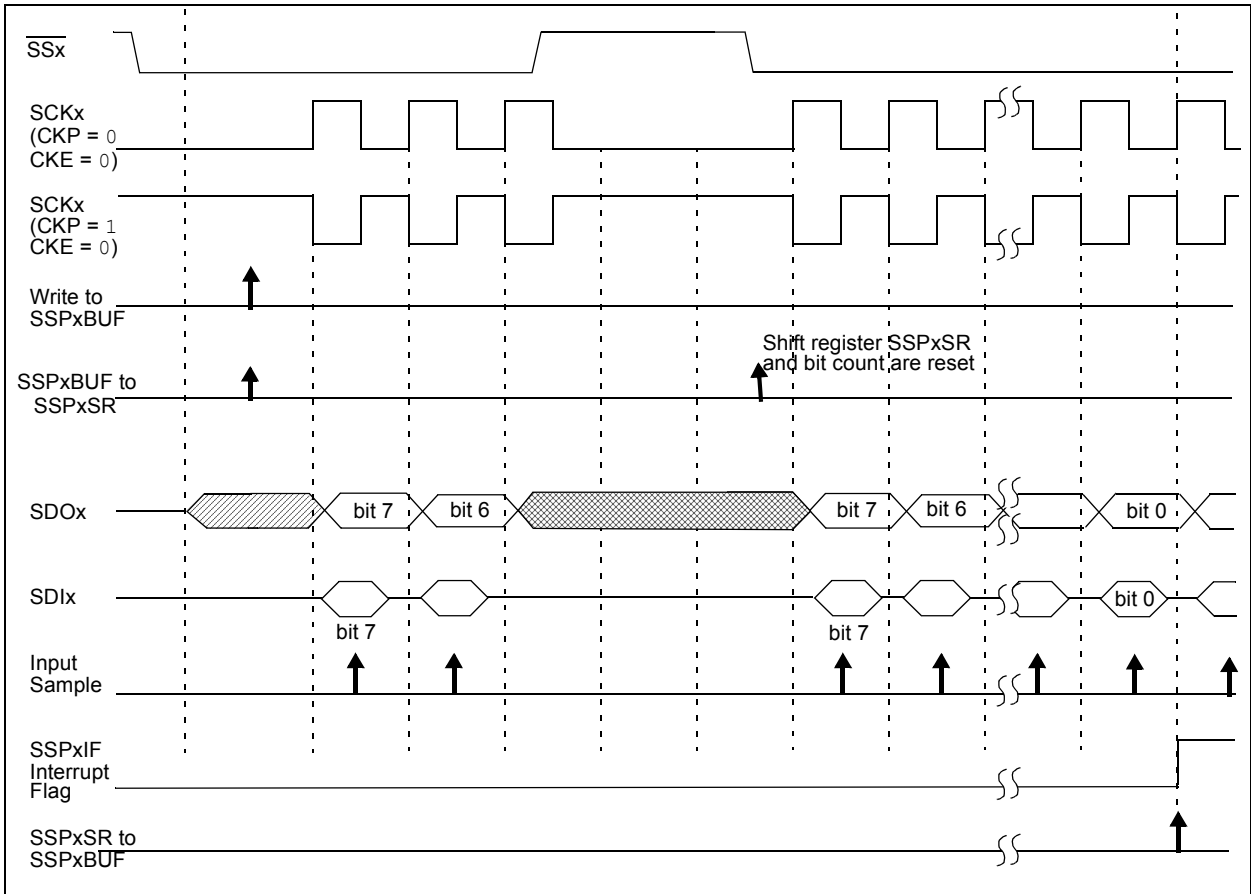 SSx
SCKx
(CKP = 0
CKE = 0)
SCKx
(CKP = 1
CKE = 0)
Write to
SSPxBUF
Shift register SSPxSR
and bit count are reset
SSPxBUF to
SSPxSR
SDOx
bit 7
bit 6
bit 7
bit 6
bit 0
SDIx
bit 0
bit 7
bit 7
Input
Sample
SSPxIF
Interrupt
Flag
SSPxSR to
SSPxBUF